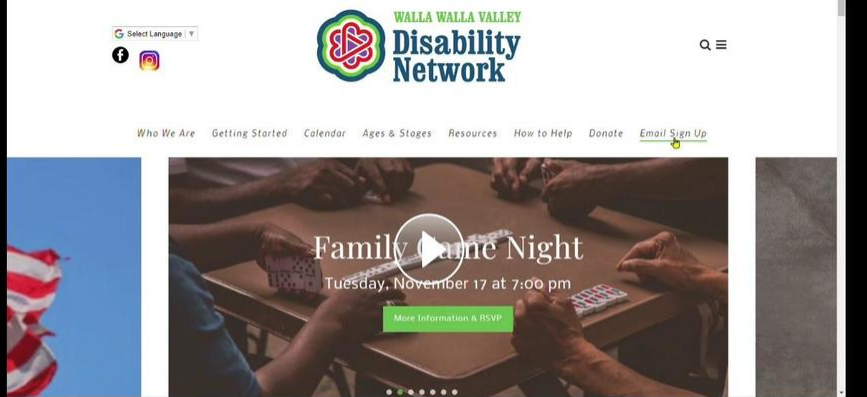 Select Language
WALLA WALLA VALLEY
Disability
Network
Who We Are Getting Started Calendar Ages & Stages Resources How to Help Donate Email Sign Up
Family Game Night
Tuesday, November 17 at 7:00 pm
More Information & RSVP